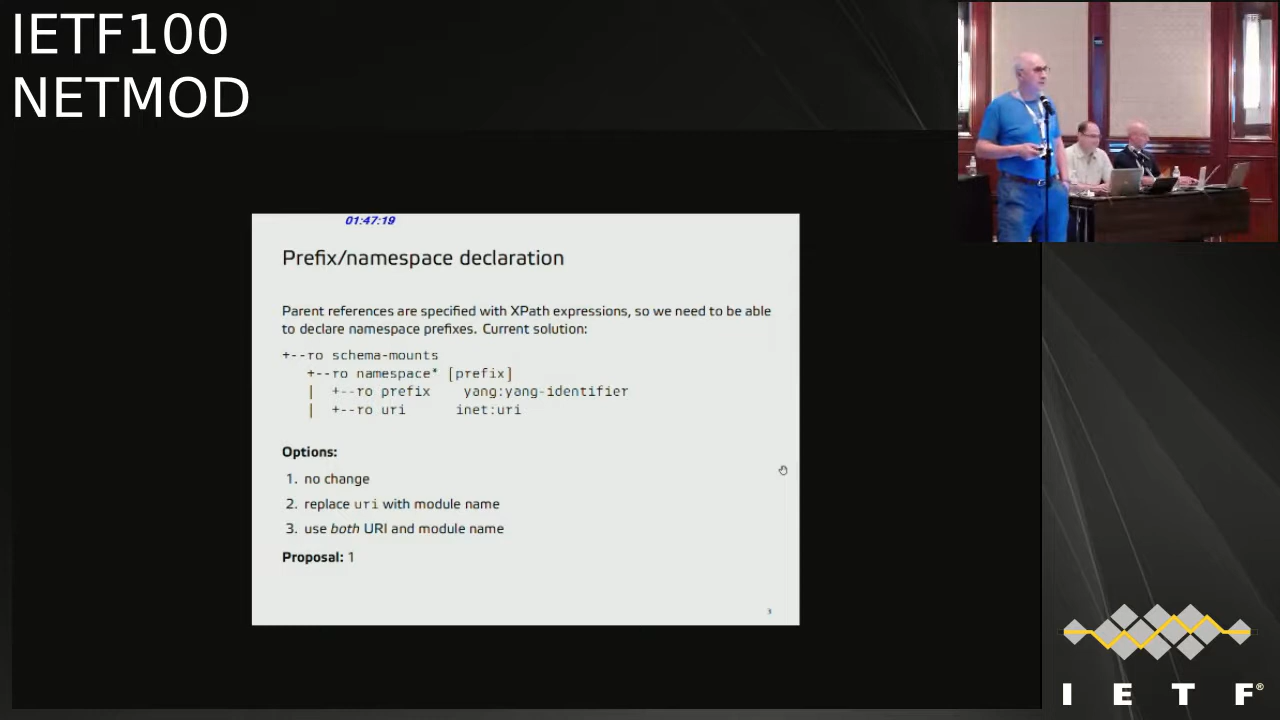 IETF100
NETMOD
01:47:19
Prefix/namespace declaration
Parent references are specified with XPath expressions, so we need to be able
to declare namespace prefixes. Current solution:
+--ro schema-mounts
   +--ro namespace* [prefix]
   |  +--ro prefix    yang:yang-identifier
   |  +--ro uri      inet:uri
Options:
1. no change
2. replace uri with module name
3. use both URI and module name
Proposal: 1
3
I E T F®